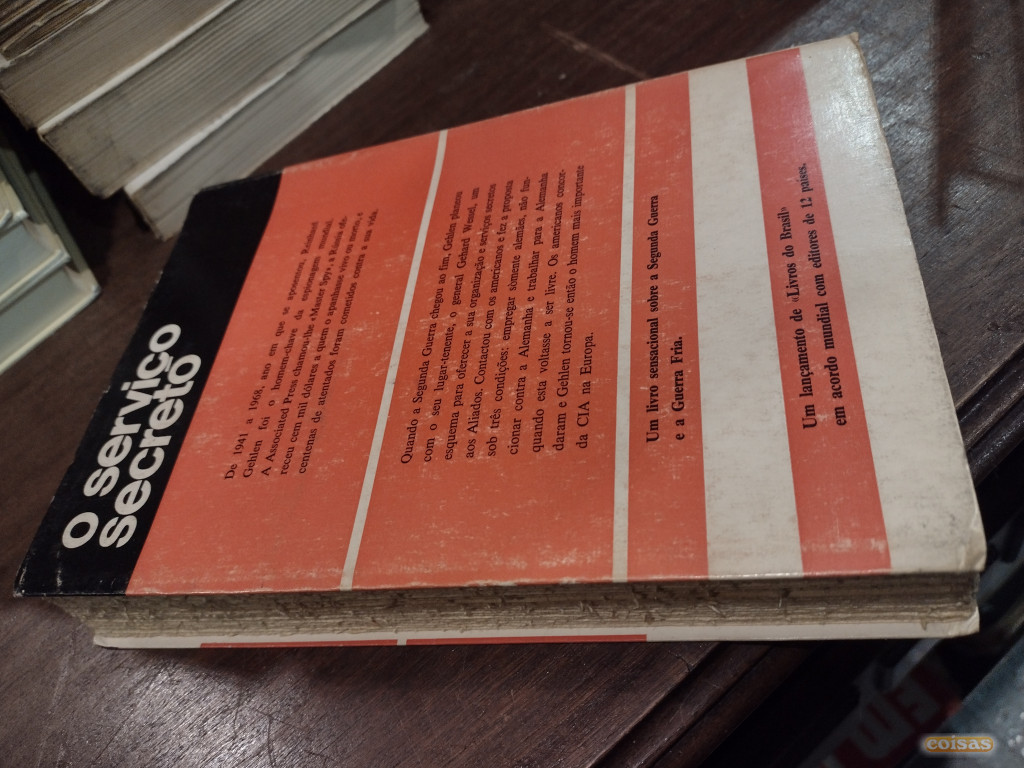 o serviço
secreto
De 1941 a 1968, ano em que se aposentou, Reinhard
Gehlen foi o homem-chave da espionagem mundial.
A Associated Press chamou-lhe «Master Spy», a Rússia ofe-
receu cem mil dólares a quem o apanhasse vivo ou morto, e
centenas de atentados foram cometidos contra a sua vida.
Quando a Segunda Guerra chegou ao fim, Gehlen planeou
com o seu lugar-tenente, o general Gehard Wessel, um
esquema para oferecer a sua organização e serviços secretos
aos Aliados. Contactou com os americanos e fez a proposta
sob três condições: empregar sòmente alemães, não fun-
cionar contra a Alemanha e trabalhar para a Alemanha
quando esta voltasse a ser livre. Os americanos concor-
daram e Gehlen tornou-se então o homem mais importante
da CIA na Europa.
Um livro sensacional sobre a Segunda Guerra
e a Guerra Fria.
Um lançamento de «Livros do Brasil»
em acordo mundial com editores de 12 países.
coisas